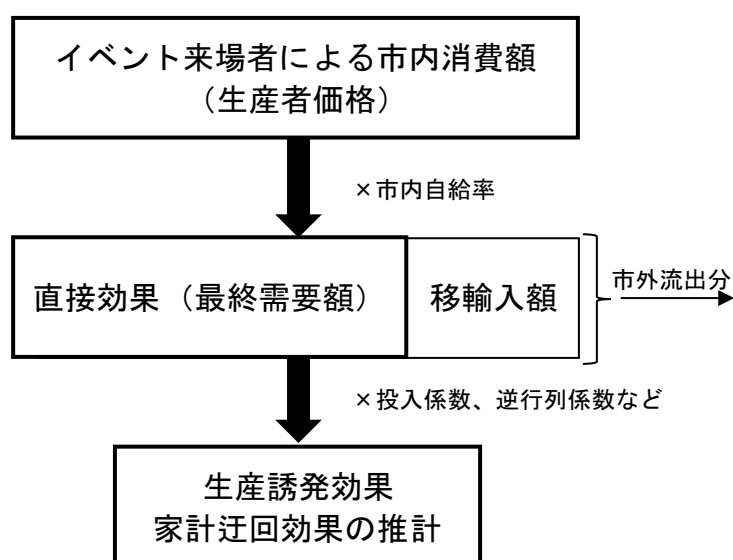 イベント来場者による市内消費額
（生産者価格）
×市内自給率
直接効果（最終需要額）
移輸入額
市外流出分
×投入係数、逆行列係数など
生産誘発効果
家計迂回効果の推計